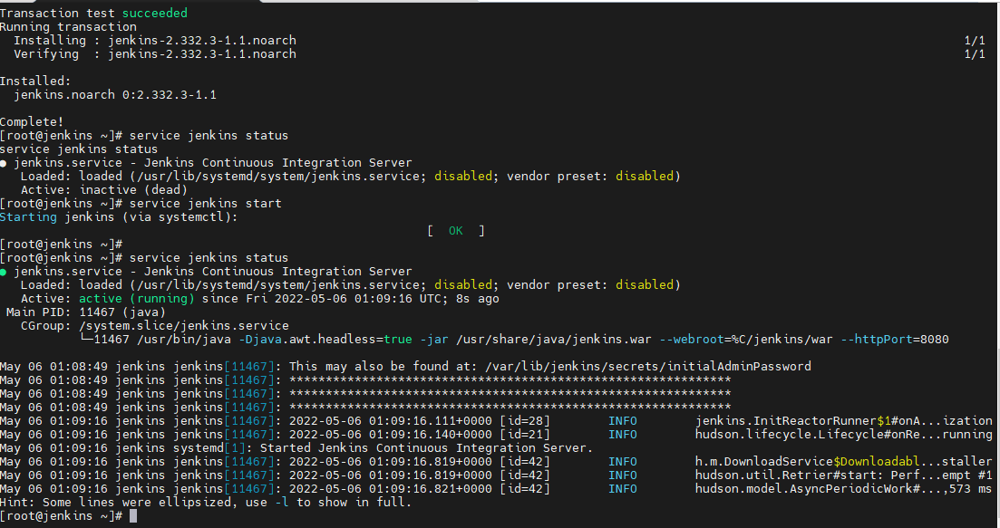 Transaction test succeeded
Running transaction
  Installing : jenkins-2.332.3-1.1.noarch 1/1
  Verifying  : jenkins-2.332.3-1.1.noarch 1/1
Installed:
  jenkins.noarch 0:2.332.3-1.1
Complete!
[root@jenkins ~]# service jenkins status
service jenkins status
● jenkins.service - Jenkins Continuous Integration Server
   Loaded: loaded (/usr/lib/systemd/system/jenkins.service; disabled; vendor preset: disabled)
   Active: inactive (dead)
[root@jenkins ~]# service jenkins start
Starting jenkins (via systemctl):
[  OK  ]
[root@jenkins ~]#
[root@jenkins ~]# service jenkins status
● jenkins.service - Jenkins Continuous Integration Server
   Loaded: loaded (/usr/lib/systemd/system/jenkins.service; disabled; vendor preset: disabled)
   Active: active (running) since Fri 2022-05-06 01:09:16 UTC; 8s ago
 Main PID: 11467 (java)
   CGroup: /system.slice/jenkins.service
           └─11467 /usr/bin/java -Djava.awt.headless=true -jar /usr/share/java/jenkins.war --webroot=%C/jenkins/war --httpPort=8080
May 06 01:08:49 jenkins jenkins[11467]: This may also be found at: /var/lib/jenkins/secrets/initialAdminPassword
May 06 01:08:49 jenkins jenkins[11467]: *************************************************************
May 06 01:08:49 jenkins jenkins[11467]: *************************************************************
May 06 01:08:49 jenkins jenkins[11467]: *************************************************************
May 06 01:09:16 jenkins jenkins[11467]: 2022-05-06 01:09:16.111+0000 [id=28] INFO jenkins.InitReactorRunner$1#onA...ization
May 06 01:09:16 jenkins jenkins[11467]: 2022-05-06 01:09:16.140+0000 [id=21] INFO hudson.lifecycle.Lifecycle#onRe...running
May 06 01:09:16 jenkins systemd[1]: Started Jenkins Continuous Integration Server.
May 06 01:09:16 jenkins jenkins[11467]: 2022-05-06 01:09:16.819+0000 [id=42] INFO h.m.DownloadService$Downloadabl...staller
May 06 01:09:16 jenkins jenkins[11467]: 2022-05-06 01:09:16.819+0000 [id=42] INFO hudson.util.Retrier#start: Perf...empt #1
May 06 01:09:16 jenkins jenkins[11467]: 2022-05-06 01:09:16.821+0000 [id=42] INFO hudson.model.AsyncPeriodicWork#...,573 ms
Hint: Some lines were ellipsized, use -l to show in full.
[root@jenkins ~]#